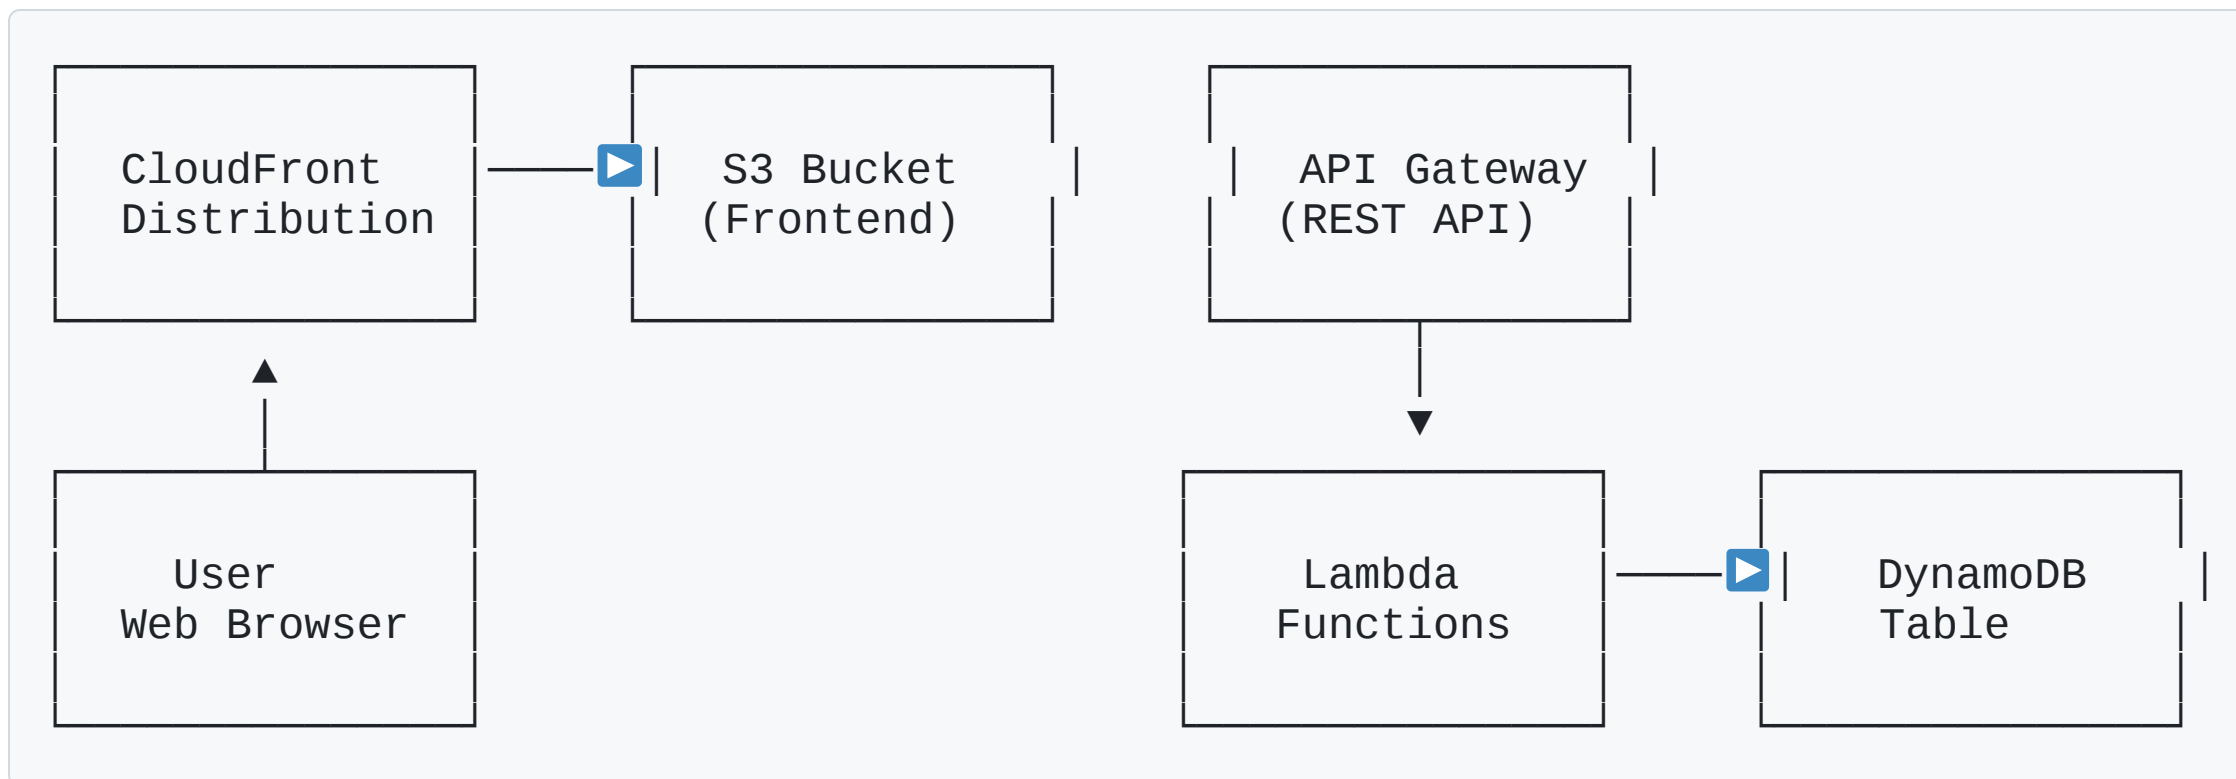 CloudFront
Distribution
S3 Bucket
(Frontend)
API Gateway
(REST API)
User
Web Browser
Lambda
Functions
DynamoDB
Table